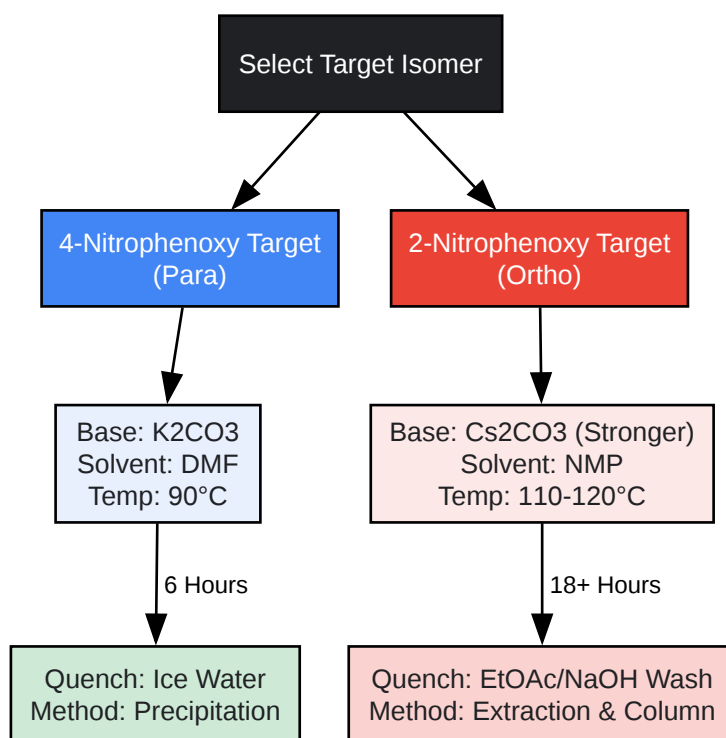 Select Target Isomer
4-Nitrophenoxy Target
(Para)
2-Nitrophenoxy Target
(Ortho)
Base: K2CO3
Solvent: DMF
Temp: 90°C
Base: Cs2CO3 (Stronger)
Solvent: NMP
Temp: 110-120°C
6 Hours
18+ Hours
Quench: Ice Water
Method: Precipitation
Quench: EtOAc/NaOH Wash
Method: Extraction & Column